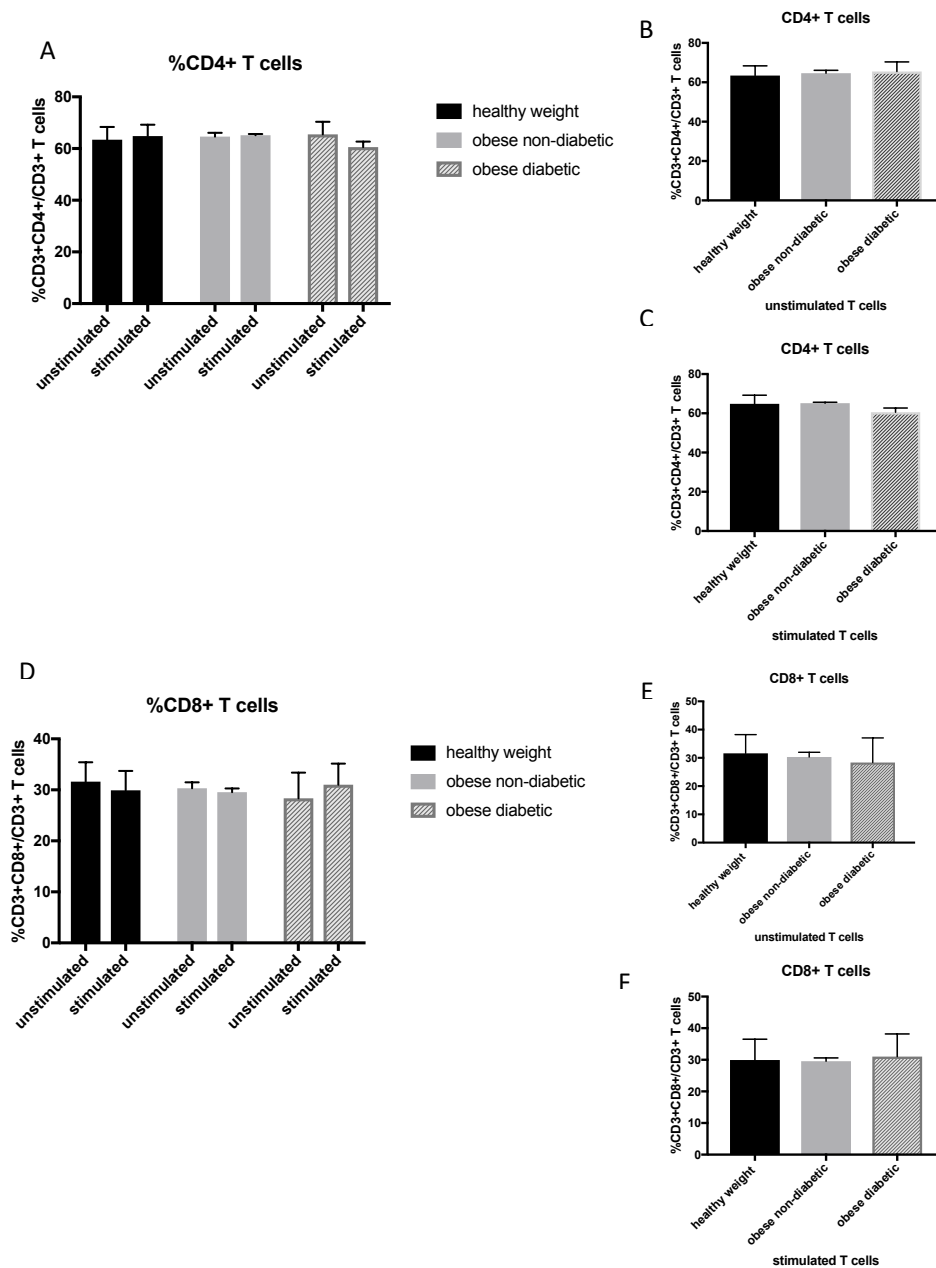 A
%CD4+ T cells
%CD3+CD4+/CD3+ T cells
80
60
40
20
0
unstimulated
stimulated
unstimulated
stimulated
unstimulated
stimulated
healthy weight
obese non-diabetic
obese diabetic
B
CD4+ T cells
%CD3+CD4+/CD3+ T cells
80
60
40
20
0
healthy weight
obese non-diabetic
obese diabetic
unstimulated T cells
C
CD4+ T cells
%CD3+CD4+/CD3+ T cells
80
60
40
20
0
healthy weight
obese non-diabetic
obese diabetic
stimulated T cells
D
%CD8+ T cells
%CD3+CD8+/CD3+ T cells
40
30
20
10
0
unstimulated
stimulated
unstimulated
stimulated
unstimulated
stimulated
healthy weight
obese non-diabetic
obese diabetic
E
CD8+ T cells
%CD3+CD8+/CD3+ T cells
50
40
30
20
10
0
healthy weight
obese non-diabetic
obese diabetic
unstimulated T cells
F
CD8+ T cells
%CD3+CD8+/CD3+ T cells
50
40
30
20
10
0
healthy weight
obese non-diabetic
obese diabetic
stimulated T cells